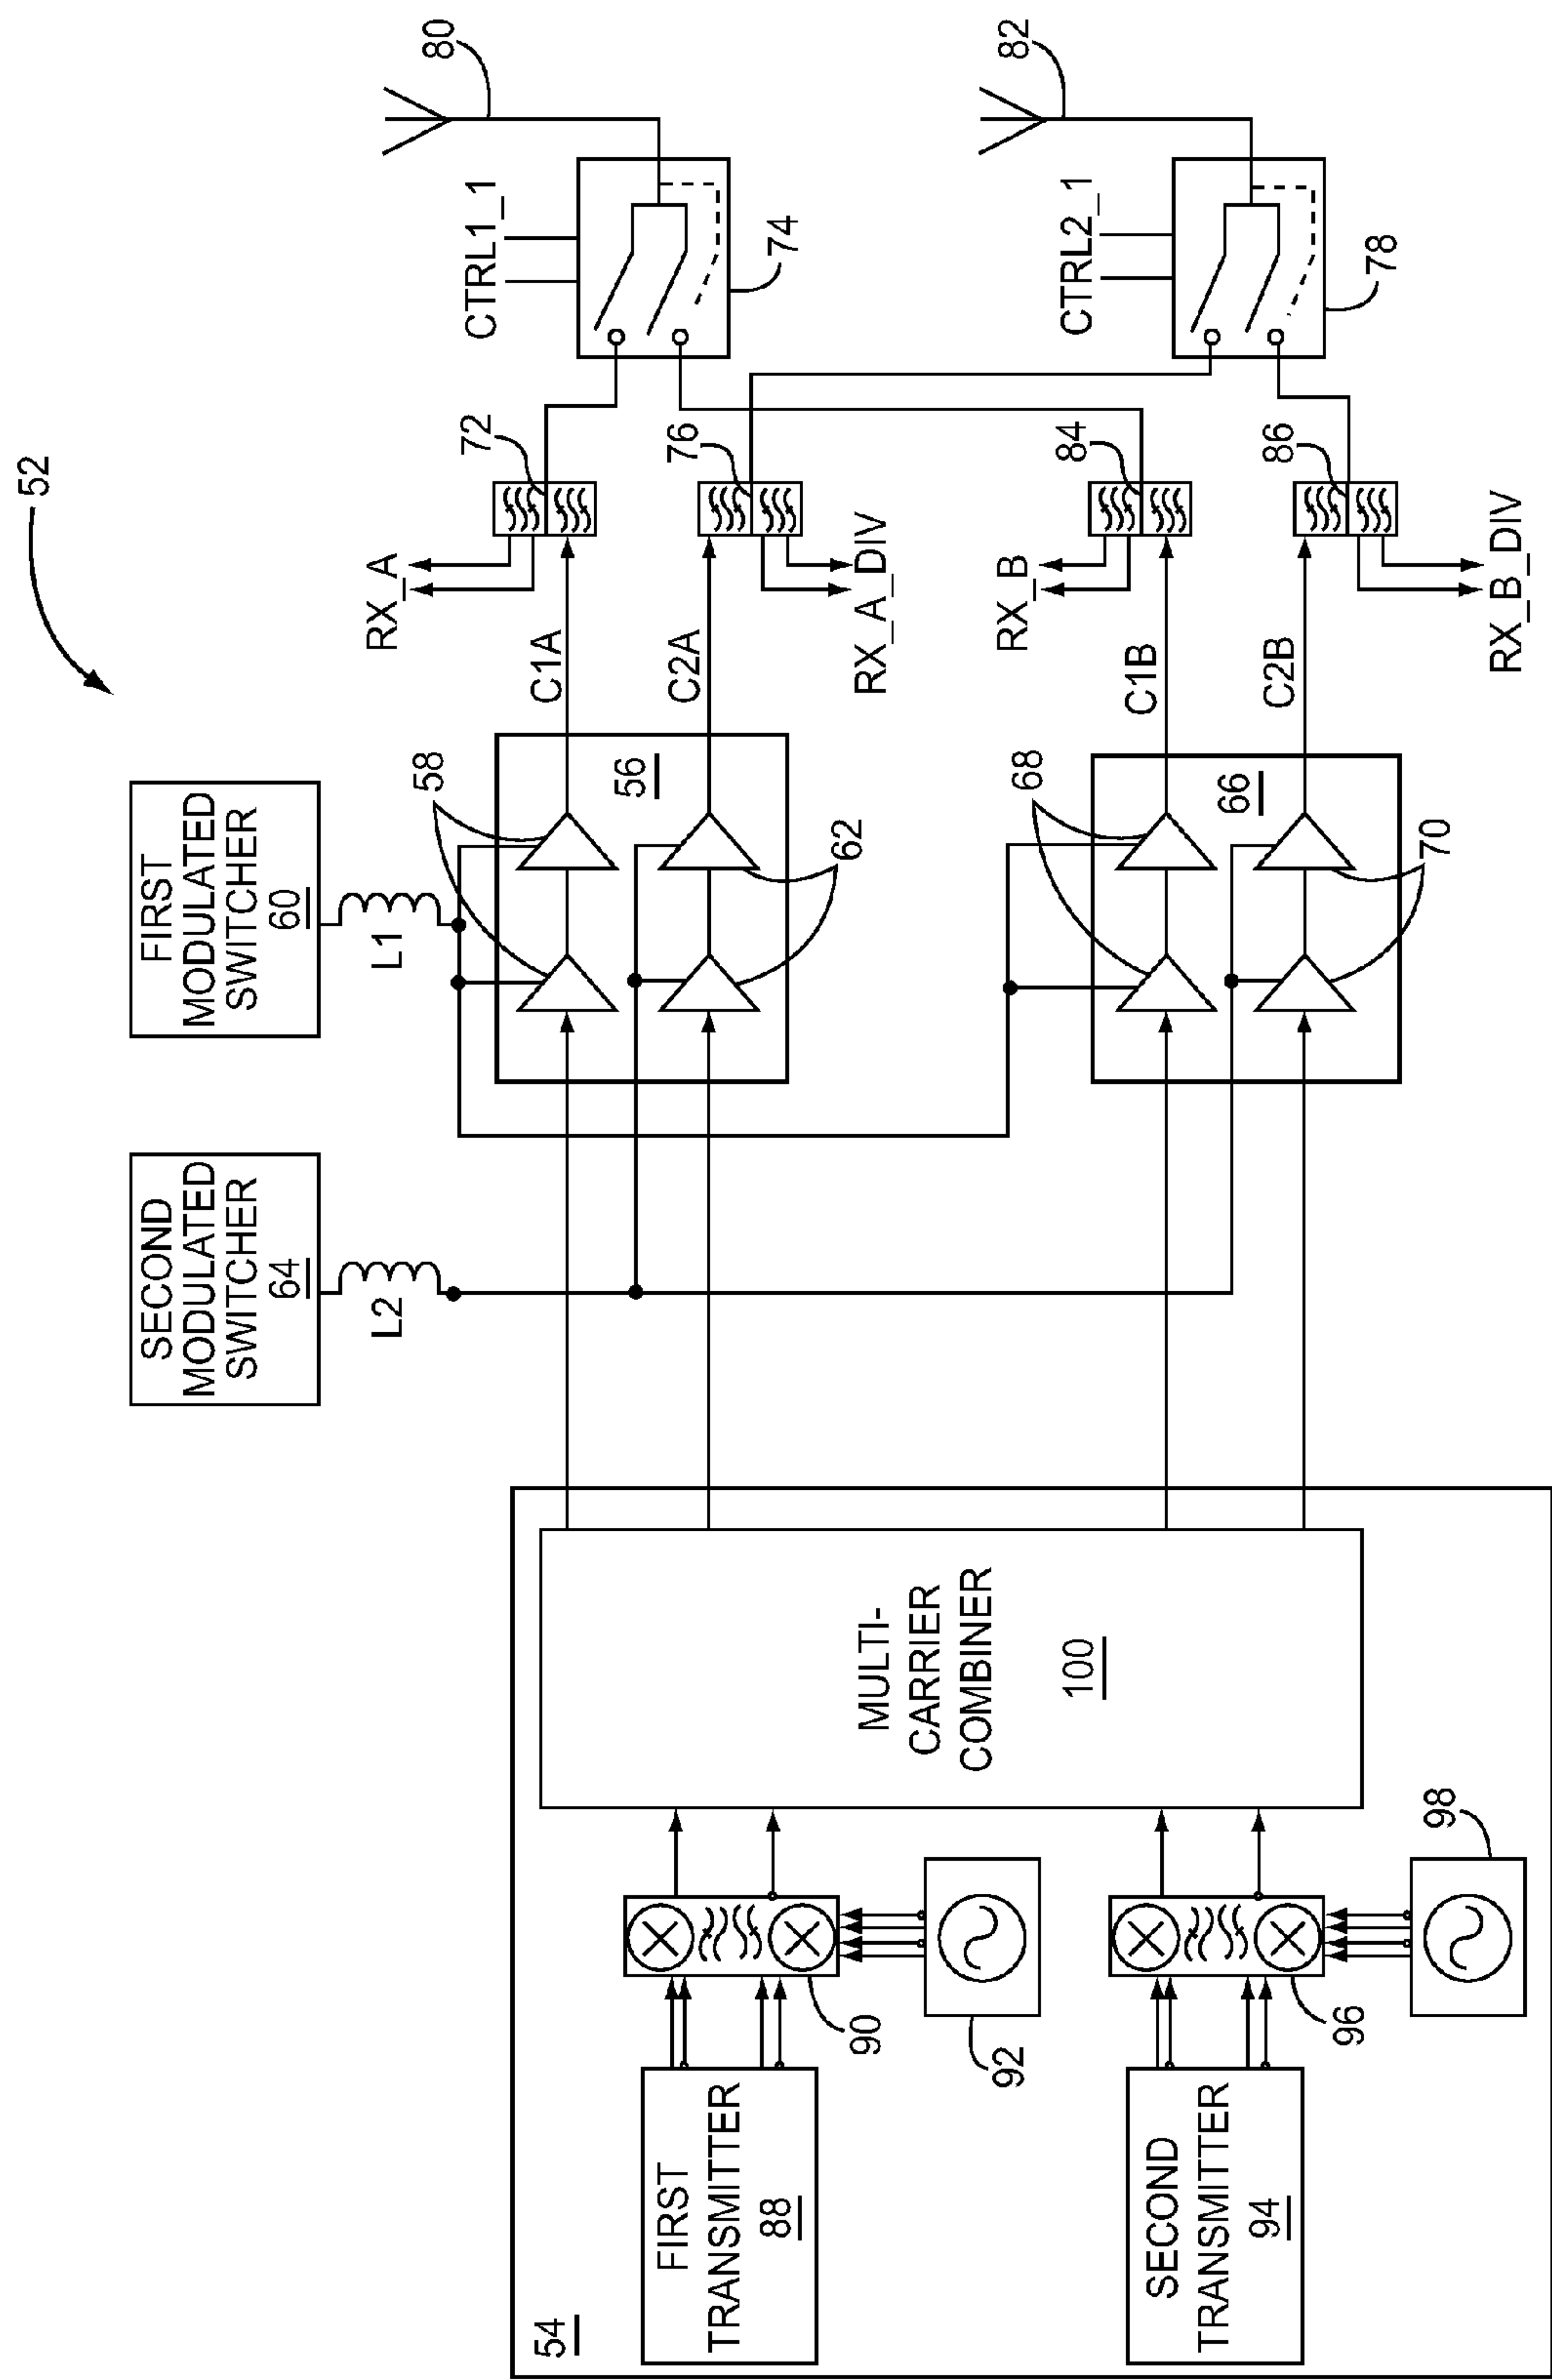 52
FIRST
MODULATED
SWITCHER
60
SECOND
MODULATED
SWITCHER
64
L1
L2
54
FIRST
TRANSMITTER
88
90
92
SECOND
TRANSMITTER
94
96
98
MULTI-
CARRIER
COMBINER
100
58
56
62
68
66
70
C1A
C2A
C1B
C2B
RX_A
RX_A_DIV
RX_B
RX_B_DIV
72
76
84
86
CTRL1_1
74
80
CTRL2_1
78
82